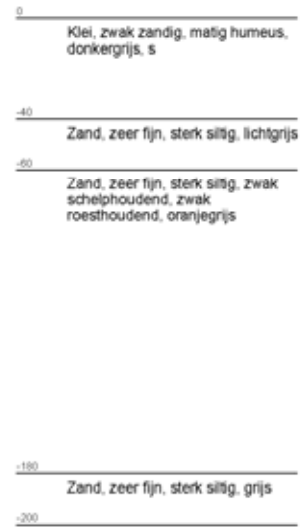 0
Klei, zwak zandig, matig humeus,
donkergrijs, s
-40
Zand, zeer fijn, sterk siltig, lichtgrijs
-60
Zand, zeer fijn, sterk siltig, zwak
schelphoudend, zwak
roesthoudend, oranjegrijs
-180
Zand, zeer fijn, sterk siltig, grijs
-200